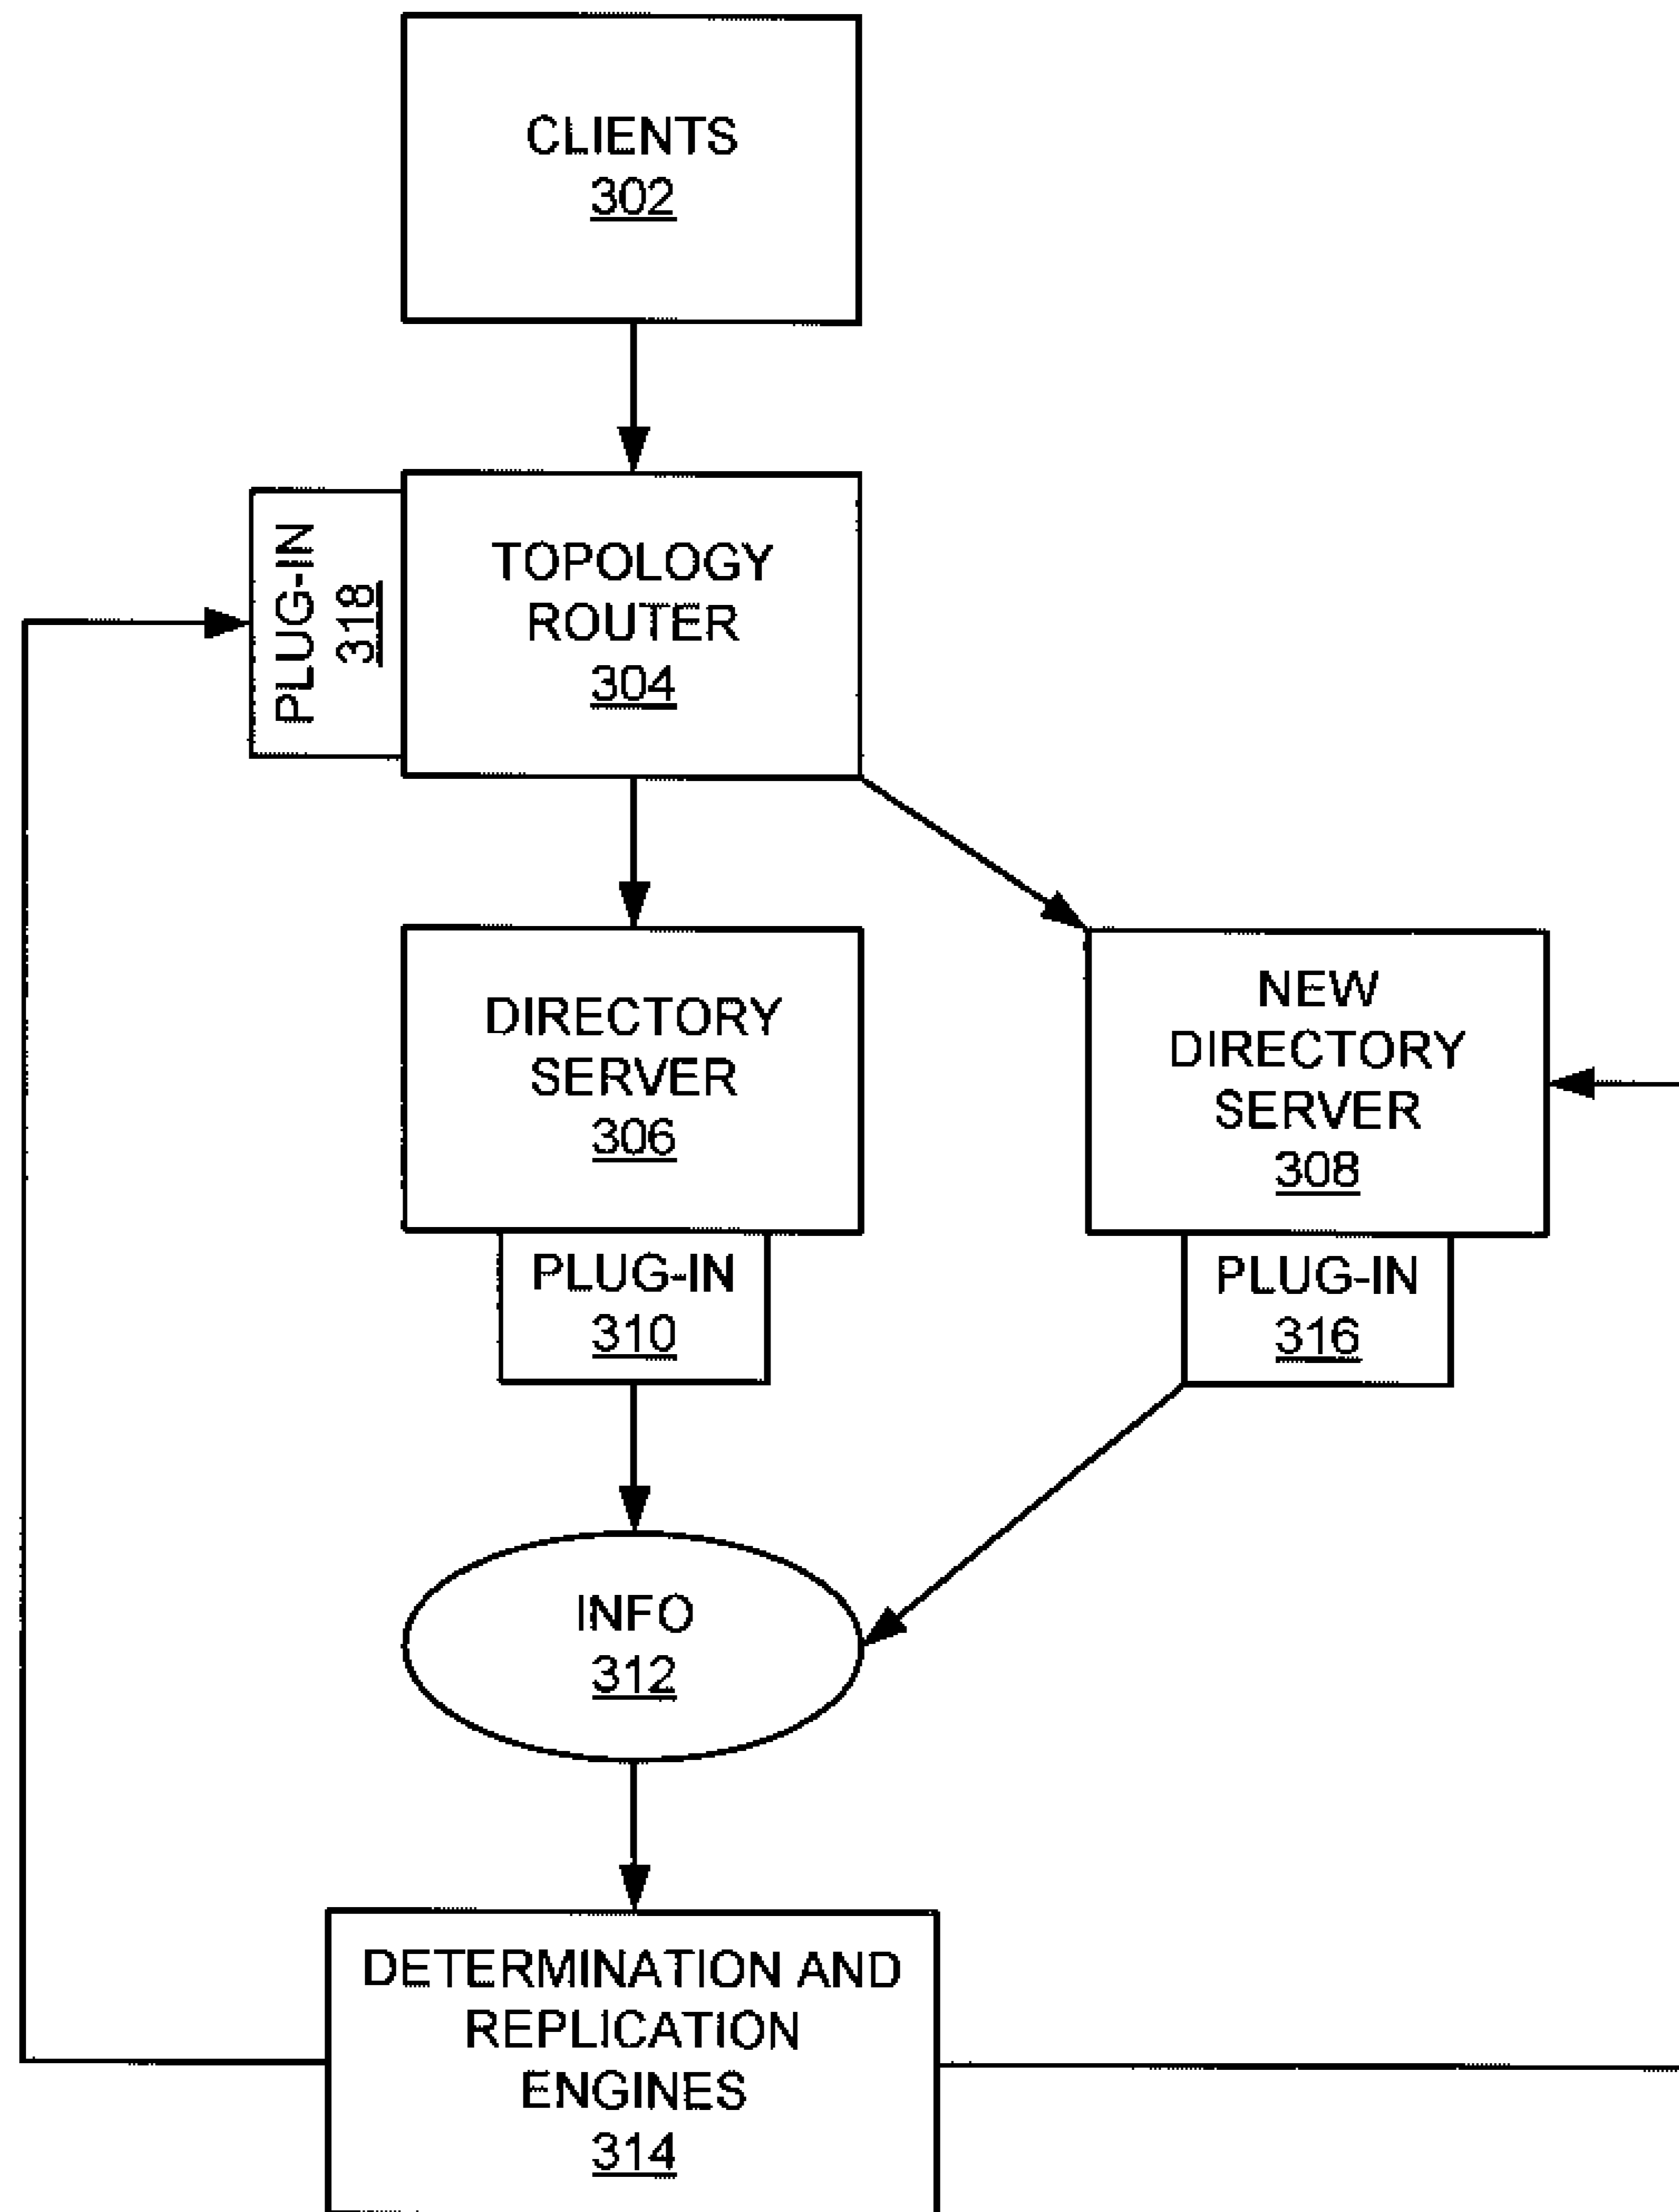 CLIENTS
302
PLUG-IN
318
TOPOLOGY
ROUTER
304
DIRECTORY
SERVER
306
NEW
DIRECTORY
SERVER
308
PLUG-IN
310
PLUG-IN
316
INFO
312
DETERMINATION AND
REPLICATION
ENGINES
314